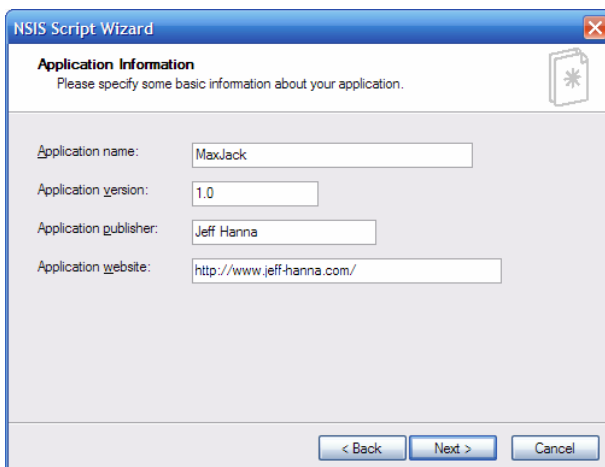 NSIS Script Wizard
Application Information
Please specify some basic information about your application.
Application name: MaxJack
Application version: 1.0
Application publisher: Jeff Hanna
Application website: http://www.jeff-hanna.com/
< Back Next > Cancel